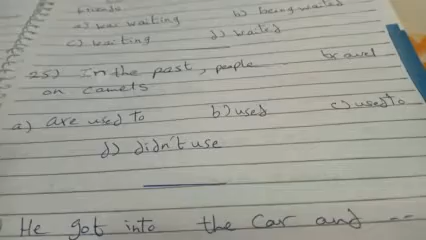 friends
a) was waiting b) being waited
c) waiting d) waited
25) In the past, people travel
on camels
a) are used to b) used c) used to
d) didn't use
He got into the car and --